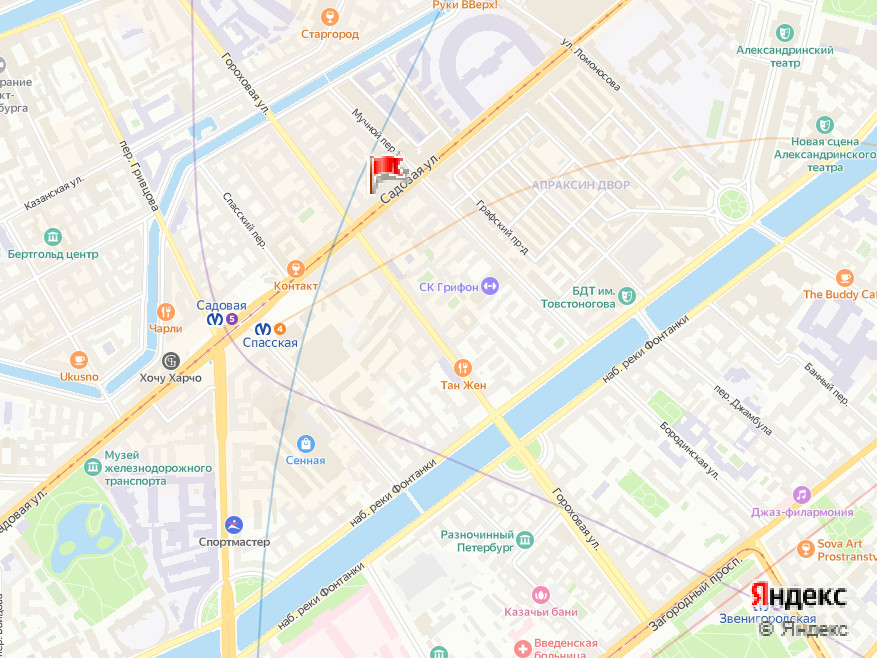 Руки ВВерх!
Старгород
Александринский
театр
ул. Ломоносова
Гороховая ул.
рание
кт-
бурга
Мучной пер.
Новая сцена
Александринского
театра
пер. Гривцова
Садовая ул.
АПРАКСИН ДВОР
Казанская ул.
Спасский пер.
Графский пр-д
Бертгольд центр
Контакт
СК Грифон
БДТ им.
Товстоногова
The Buddy Caf
Садовая
5
4
Спасская
Чарли
наб. реки Фонтанки
Ukusno
Хочу Харчо
Тан Жен
Банный пер.
пер. Джамбула
Бородинская ул.
Сенная
Музей
железнодорожного
транспорта
наб. реки Фонтанки
адовая ул.
Джаз-филармония
Гороховая ул.
Спортмастер
Разночинный
Петербург
Sova Art
Prostranstv
наб. реки Фонтанки
Загородный просп.
Казачьи бани
Яндекс
Звенигородская
© Яндекс
Введенская
больница